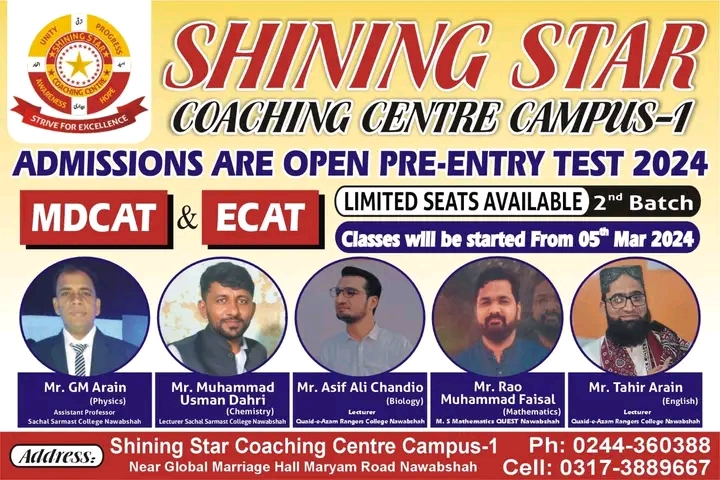 UNITY
PROGRESS
SHINING STAR
COACHING CENTRE
AWARENESS
HOPE
STRIVE FOR EXCELLENCE
SHINING STAR
COACHING CENTRE CAMPUS-1
ADMISSIONS ARE OPEN PRE-ENTRY TEST 2024
MDCAT & ECAT
LIMITED SEATS AVAILABLE 2nd Batch
Classes will be started From 05th Mar 2024
Mr. GM Arain
(Physics)
Assistant Professor
Sachal Sarmast College Nawabshah
Mr. Muhammad
Usman Dahri
(Chemistry)
Lecturer Sachal Sarmast College Nawabshah
Mr. Asif Ali Chandio
(Biology)
Lecturer
Quaid-e-Azam Rangers College Nawabshah
Mr. Rao
Muhammad Faisal
(Mathematics)
M. S Mathematics QUEST Nawabshah
Mr. Tahir Arain
(English)
Lecturer
Quaid-e-Azam Rangers College Nawabshah
Address:
Shining Star Coaching Centre Campus-1
Near Global Marriage Hall Maryam Road Nawabshah
Ph: 0244-360388
Cell: 0317-3889667